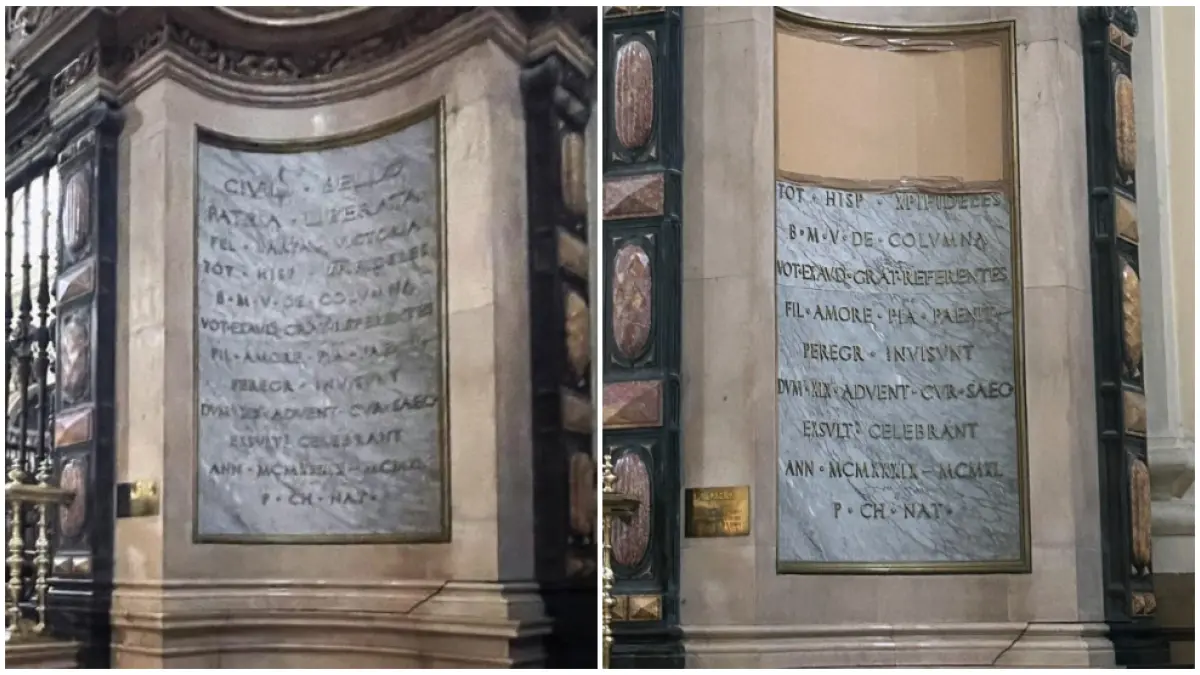 CIVILI · BELLO
PATRIA · LIBERATA
FEL · PARTA · VICTORIA
TOT · HISP · XPI · FIDELES
B · M · V · DE · COLVMNA
VOT · EXAVD · GRAT · REFERENTES
FIL · AMORE · PIA · PAENIT
PEREGR · INVISVNT
DVM · XIX · ADVENT · CVR · SAEC
EXSVLT · CELEBRANT
ANN · MCMXXXIX — MCMXL
P · CH · NAT ·
TOT · HISP · XPI · FIDELES
B · M · V · DE · COLVMNA
VOT · EXAVD · GRAT · REFERENTES
FIL · AMORE · PIA · PAENIT
PEREGR · INVISVNT
DVM · XIX · ADVENT · CVR · SAEC
EXSVLT · CELEBRANT
ANN · MCMXXXIX — MCMXL
P · CH · NAT ·